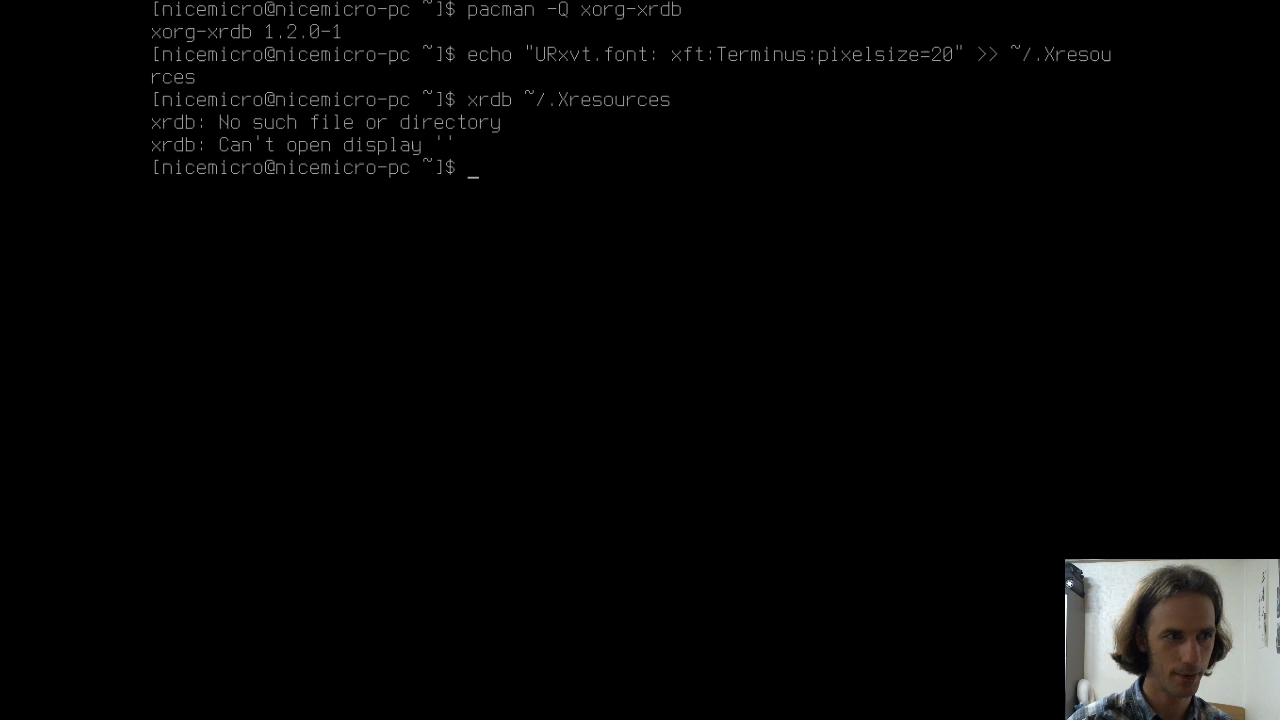 [nicemicro@nicemicro-pc ~]$ pacman -Q xorg-xrdb
xorg-xrdb 1.2.0-1
[nicemicro@nicemicro-pc ~]$ echo "URxvt.font: xft:Terminus:pixelsize=20" >> ~/.Xresou
rces
[nicemicro@nicemicro-pc ~]$ xrdb ~/.Xresources
xrdb: No such file or directory
xrdb: Can't open display ''
[nicemicro@nicemicro-pc ~]$ _